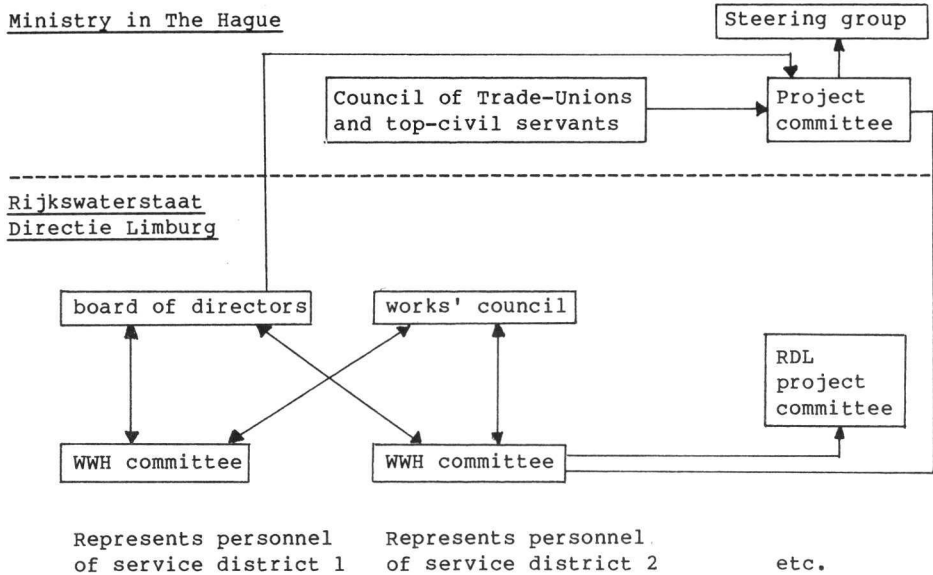 Ministry in The Hague
Steering group
Council of Trade-Unions
and top-civil servants
Project
committee
Rijkswaterstaat
Directie Limburg
board of directors
works' council
RDL
project
committee
WWH committee
WWH committee
Represents personnel
of service district 1
Represents personnel
of service district 2
etc.